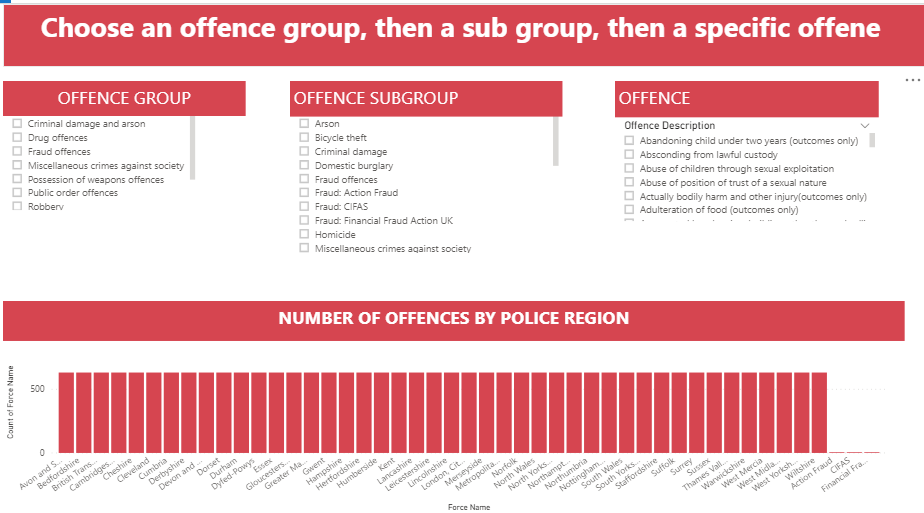 Choose an offence group, then a sub group, then a specific offene
OFFENCE GROUP
Criminal damage and arson
Drug offences
Fraud offences
Miscellaneous crimes against society
Possession of weapons offences
Public order offences
Robbery
OFFENCE SUBGROUP
Arson
Bicycle theft
Criminal damage
Domestic burglary
Fraud offences
Fraud: Action Fraud
Fraud: CIFAS
Fraud: Financial Fraud Action UK
Homicide
Miscellaneous crimes against society
OFFENCE
Offence Description
Abandoning child under two years (outcomes only)
Absconding from lawful custody
Abuse of children through sexual exploitation
Abuse of position of trust of a sexual nature
Actually bodily harm and other injury(outcomes only)
Adulteration of food (outcomes only)
NUMBER OF OFFENCES BY POLICE REGION
Count of Force Name
500
0
Avon and S...
Bedfordshire
British Trans...
Cambridges...
Cheshire
Cleveland
Cumbria
Derbyshire
Devon and ...
Dorset
Durham
Dyfed-Powys
Essex
Gloucesters...
Greater Ma...
Gwent
Hampshire
Hertfordshire
Humberside
Kent
Lancashire
Leicestershire
Lincolnshire
London, Cit...
Merseyside
Metropolita...
Norfolk
North Wales
North Yorks...
Northampt...
Northumbria
Nottingham...
South Wales
South Yorks...
Staffordshire
Suffolk
Surrey
Sussex
Thames Vall...
Warwickshire
West Mercia
West Midla...
West Yorksh...
Wiltshire
Action Fraud
CIFAS
Financial Fra...
Force Name